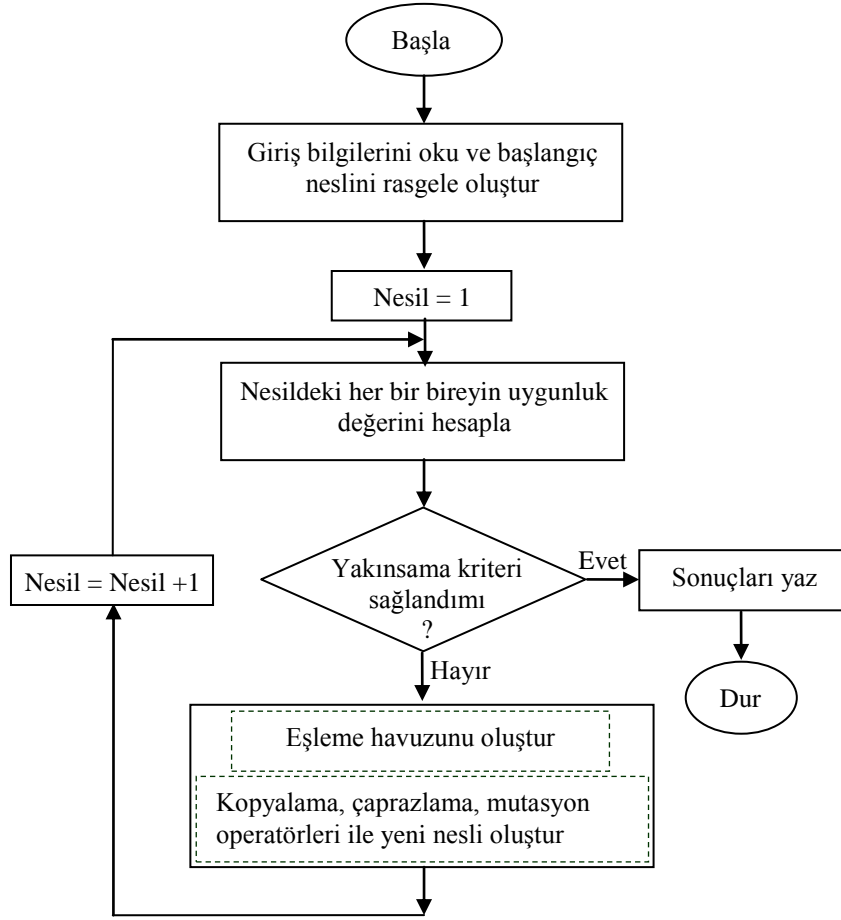 Başla
Giriş bilgilerini oku ve başlangıç
neslini rasgele oluştur
Nesil = 1
Nesildeki her bir bireyin uygunluk
değerini hesapla
Yakınsama kriteri
sağlandımı
?
Evet
Sonuçları yaz
Dur
Hayır
Eşleme havuzunu oluştur
Kopyalama, çaprazlama, mutasyon
operatörleri ile yeni nesli oluştur
Nesil = Nesil +1